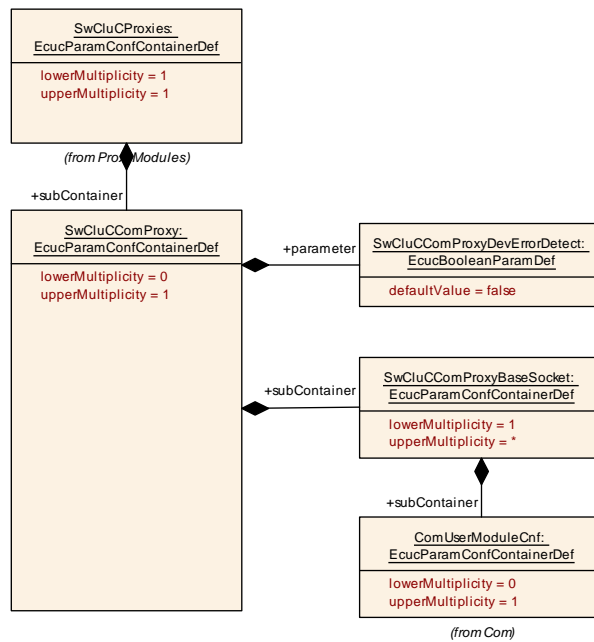 SwCluCProxies:
EcucParamConfContainerDef
lowerMultiplicity = 1
upperMultiplicity = 1
(from ProxyModules)
+subContainer
SwCluCComProxy:
EcucParamConfContainerDef
lowerMultiplicity = 0
upperMultiplicity = 1
+parameter
SwCluCComProxyDevErrorDetect:
EcucBooleanParamDef
defaultValue = false
+subContainer
SwCluCComProxyBaseSocket:
EcucParamConfContainerDef
lowerMultiplicity = 1
upperMultiplicity = *
+subContainer
ComUserModuleCnf:
EcucParamConfContainerDef
lowerMultiplicity = 0
upperMultiplicity = 1
(from Com)